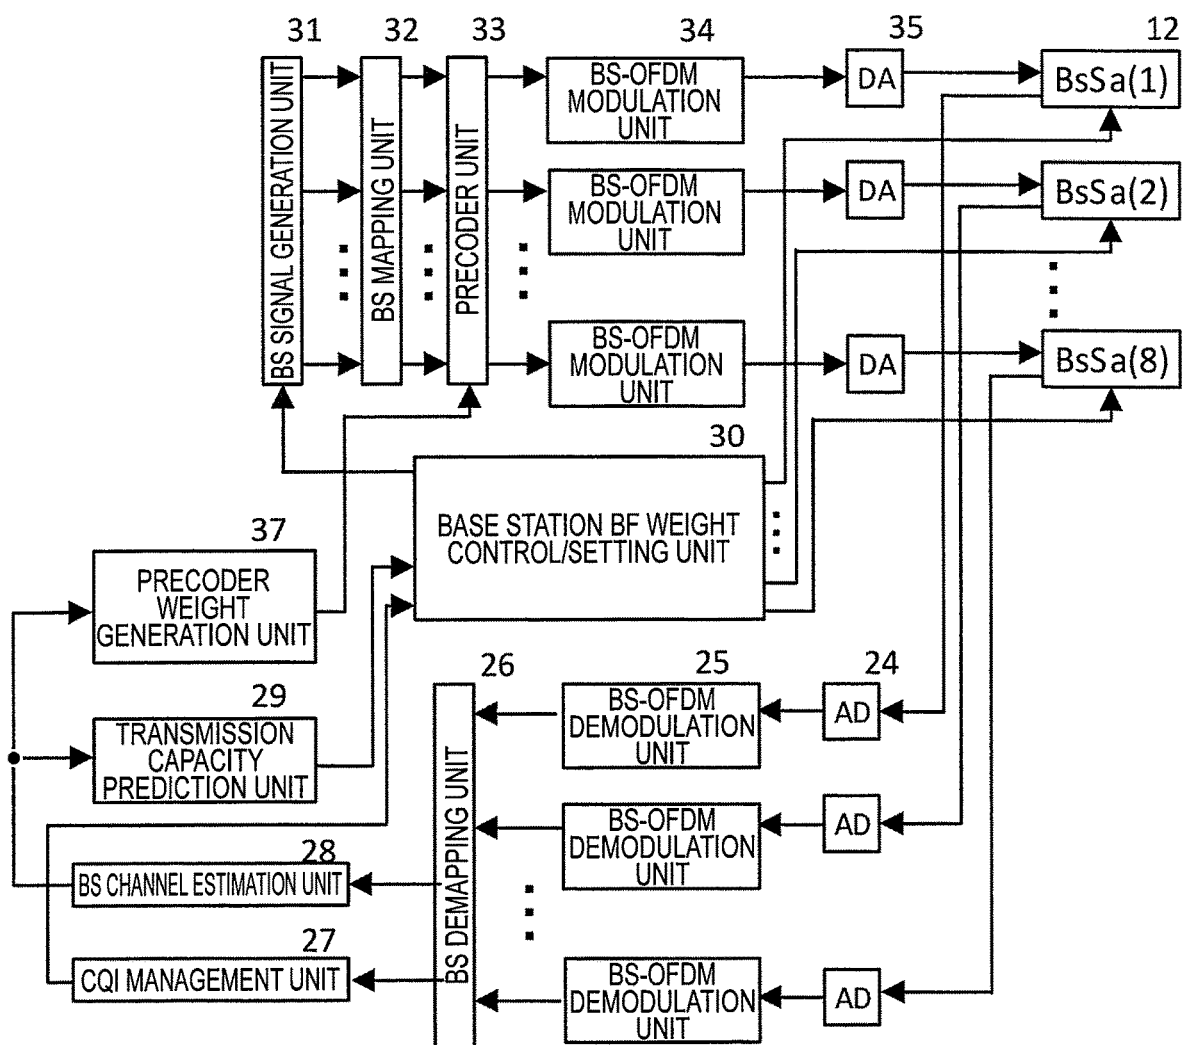 31 32 33 34 35 12
BS SIGNAL GENERATION UNIT
BS MAPPING UNIT
PRECODER UNIT
BS-OFDM
MODULATION
UNIT
DA
BsSa(1)
BS-OFDM
MODULATION
UNIT
DA
BsSa(2)
BS-OFDM
MODULATION
UNIT
DA
BsSa(8)
30
BASE STATION BF WEIGHT
CONTROL/SETTING UNIT
37
PRECODER
WEIGHT
GENERATION UNIT
29
TRANSMISSION
CAPACITY
PREDICTION UNIT
28
BS CHANNEL ESTIMATION UNIT
27
CQI MANAGEMENT UNIT
26
BS DEMAPPING UNIT
25
BS-OFDM
DEMODULATION
UNIT
24
AD
BS-OFDM
DEMODULATION
UNIT
AD
BS-OFDM
DEMODULATION
UNIT
AD